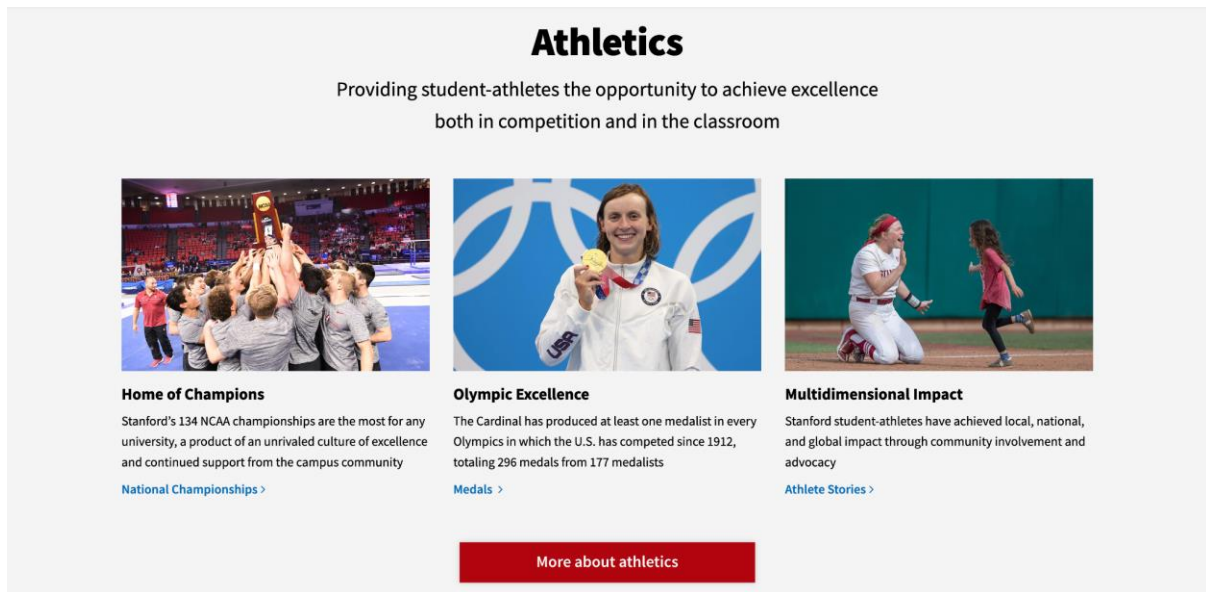 Athletics
Providing student-athletes the opportunity to achieve excellence
both in competition and in the classroom
USA
Home of Champions
Stanford’s 134 NCAA championships are the most for any
university, a product of an unrivaled culture of excellence
and continued support from the campus community
National Championships >
Olympic Excellence
The Cardinal has produced at least one medalist in every
Olympics in which the U.S. has competed since 1912,
totaling 296 medals from 177 medalists
Medals >
Multidimensional Impact
Stanford student-athletes have achieved local, national,
and global impact through community involvement and
advocacy
Athlete Stories >
More about athletics